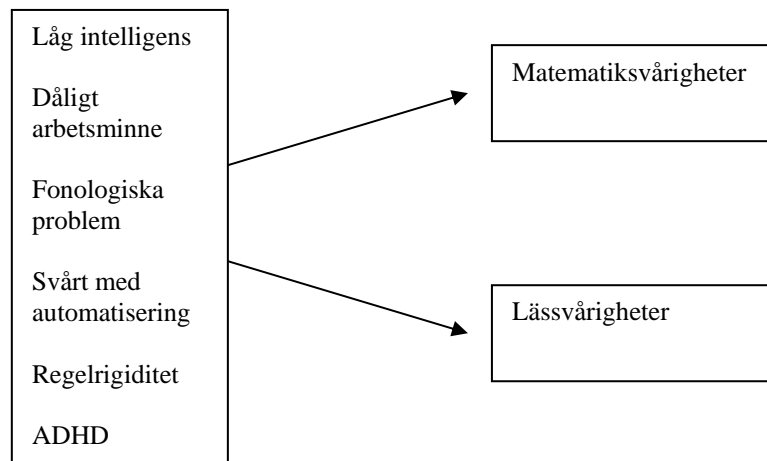 Låg intelligens
Dåligt
arbetsminne
Fonologiska
problem
Svårt med
automatisering
Regelrigiditet
ADHD
Matematiksvårigheter
Lässvårigheter